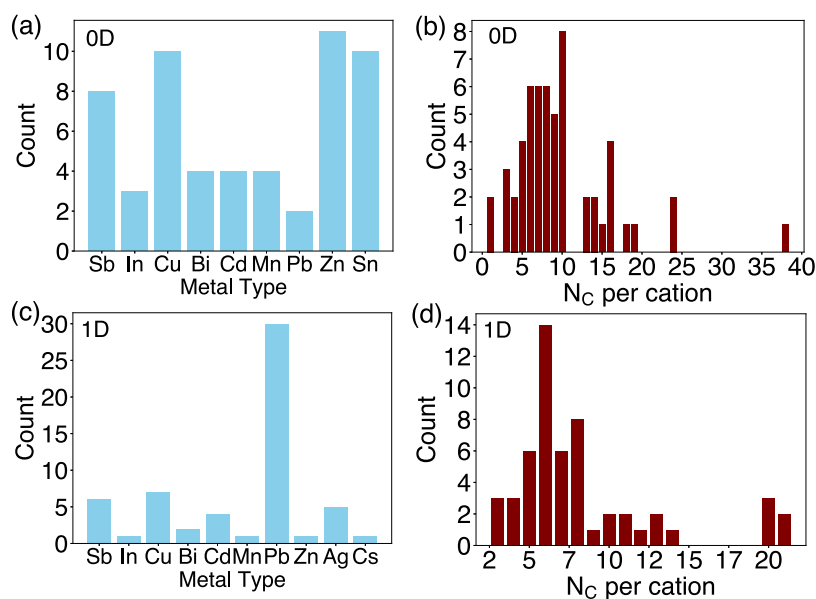 (a)
0D
10
8
6
4
2
0
Count
Sb In Cu Bi Cd Mn Pb Zn Sn
Metal Type
(b)
0D
8
7
6
5
4
3
2
1
0
Count
0 5 10 15 20 25 30 35 40
N_C per cation
(c)
1D
30
25
20
15
10
5
0
Count
Sb In Cu Bi Cd Mn Pb Zn Ag Cs
Metal Type
(d)
1D
14
12
10
8
6
4
2
0
Count
2 5 7 10 12 15 17 20
N_C per cation